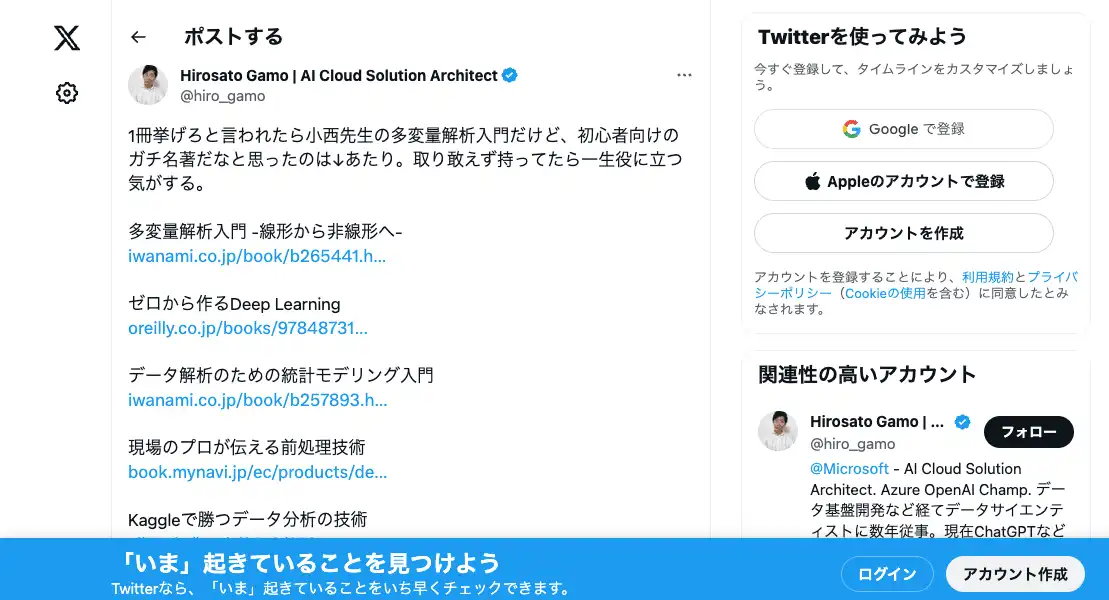 ポストする
Hirosato Gamo | AI Cloud Solution Architect
@hiro_gamo
1冊挙げろと言われたら小西先生の多変量解析入門だけど、初心者向けの
ガチ名著だなと思ったのは↓あたり。取り敢えず持ってたら一生役に立つ
気がする。
多変量解析入門 -線形から非線形へ-
iwanami.co.jp/book/b265441.h...
ゼロから作るDeep Learning
oreilly.co.jp/books/97848731...
データ解析のための統計モデリング入門
iwanami.co.jp/book/b257893.h...
現場のプロが伝える前処理技術
book.mynavi.jp/ec/products/de...
Kaggleで勝つデータ分析の技術
Twitterを使ってみよう
今すぐ登録して、タイムラインをカスタマイズしましょ
う。
Google で登録
Appleのアカウントで登録
アカウントを作成
アカウントを登録することにより、利用規約とプライバ
シーポリシー（Cookieの使用を含む）に同意したとみ
なされます。
関連性の高いアカウント
Hirosato Gamo | ...
@hiro_gamo
フォロー
@Microsoft - AI Cloud Solution
Architect. Azure OpenAI Champ. デー
タ基盤開発など経てデータサイエンテ
ィストに数年従事。現在ChatGPTなど
「いま」起きていることを見つけよう
Twitterなら、「いま」起きていることをいち早くチェックできます。
ログイン
アカウント作成